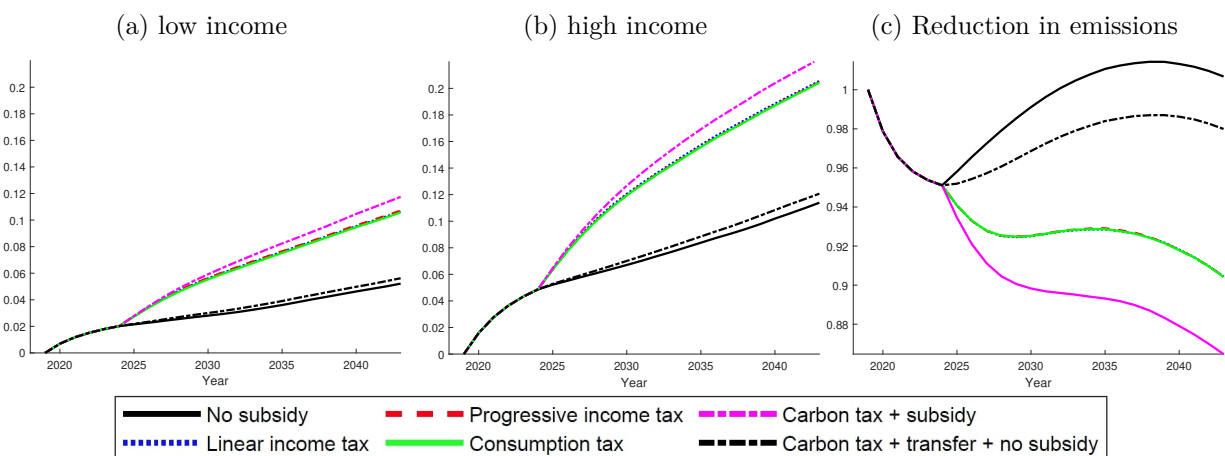 (a) low income
(b) high income
(c) Reduction in emissions
0.2
0.18
0.16
0.14
0.12
0.1
0.08
0.06
0.04
0.02
0
2020 2025 2030 2035 2040
Year
0.2
0.18
0.16
0.14
0.12
0.1
0.08
0.06
0.04
0.02
0
2020 2025 2030 2035 2040
Year
1
0.98
0.96
0.94
0.92
0.9
0.88
2020 2025 2030 2035 2040
Year
No subsidy Progressive income tax Carbon tax + subsidy
Linear income tax Consumption tax Carbon tax + transfer + no subsidy